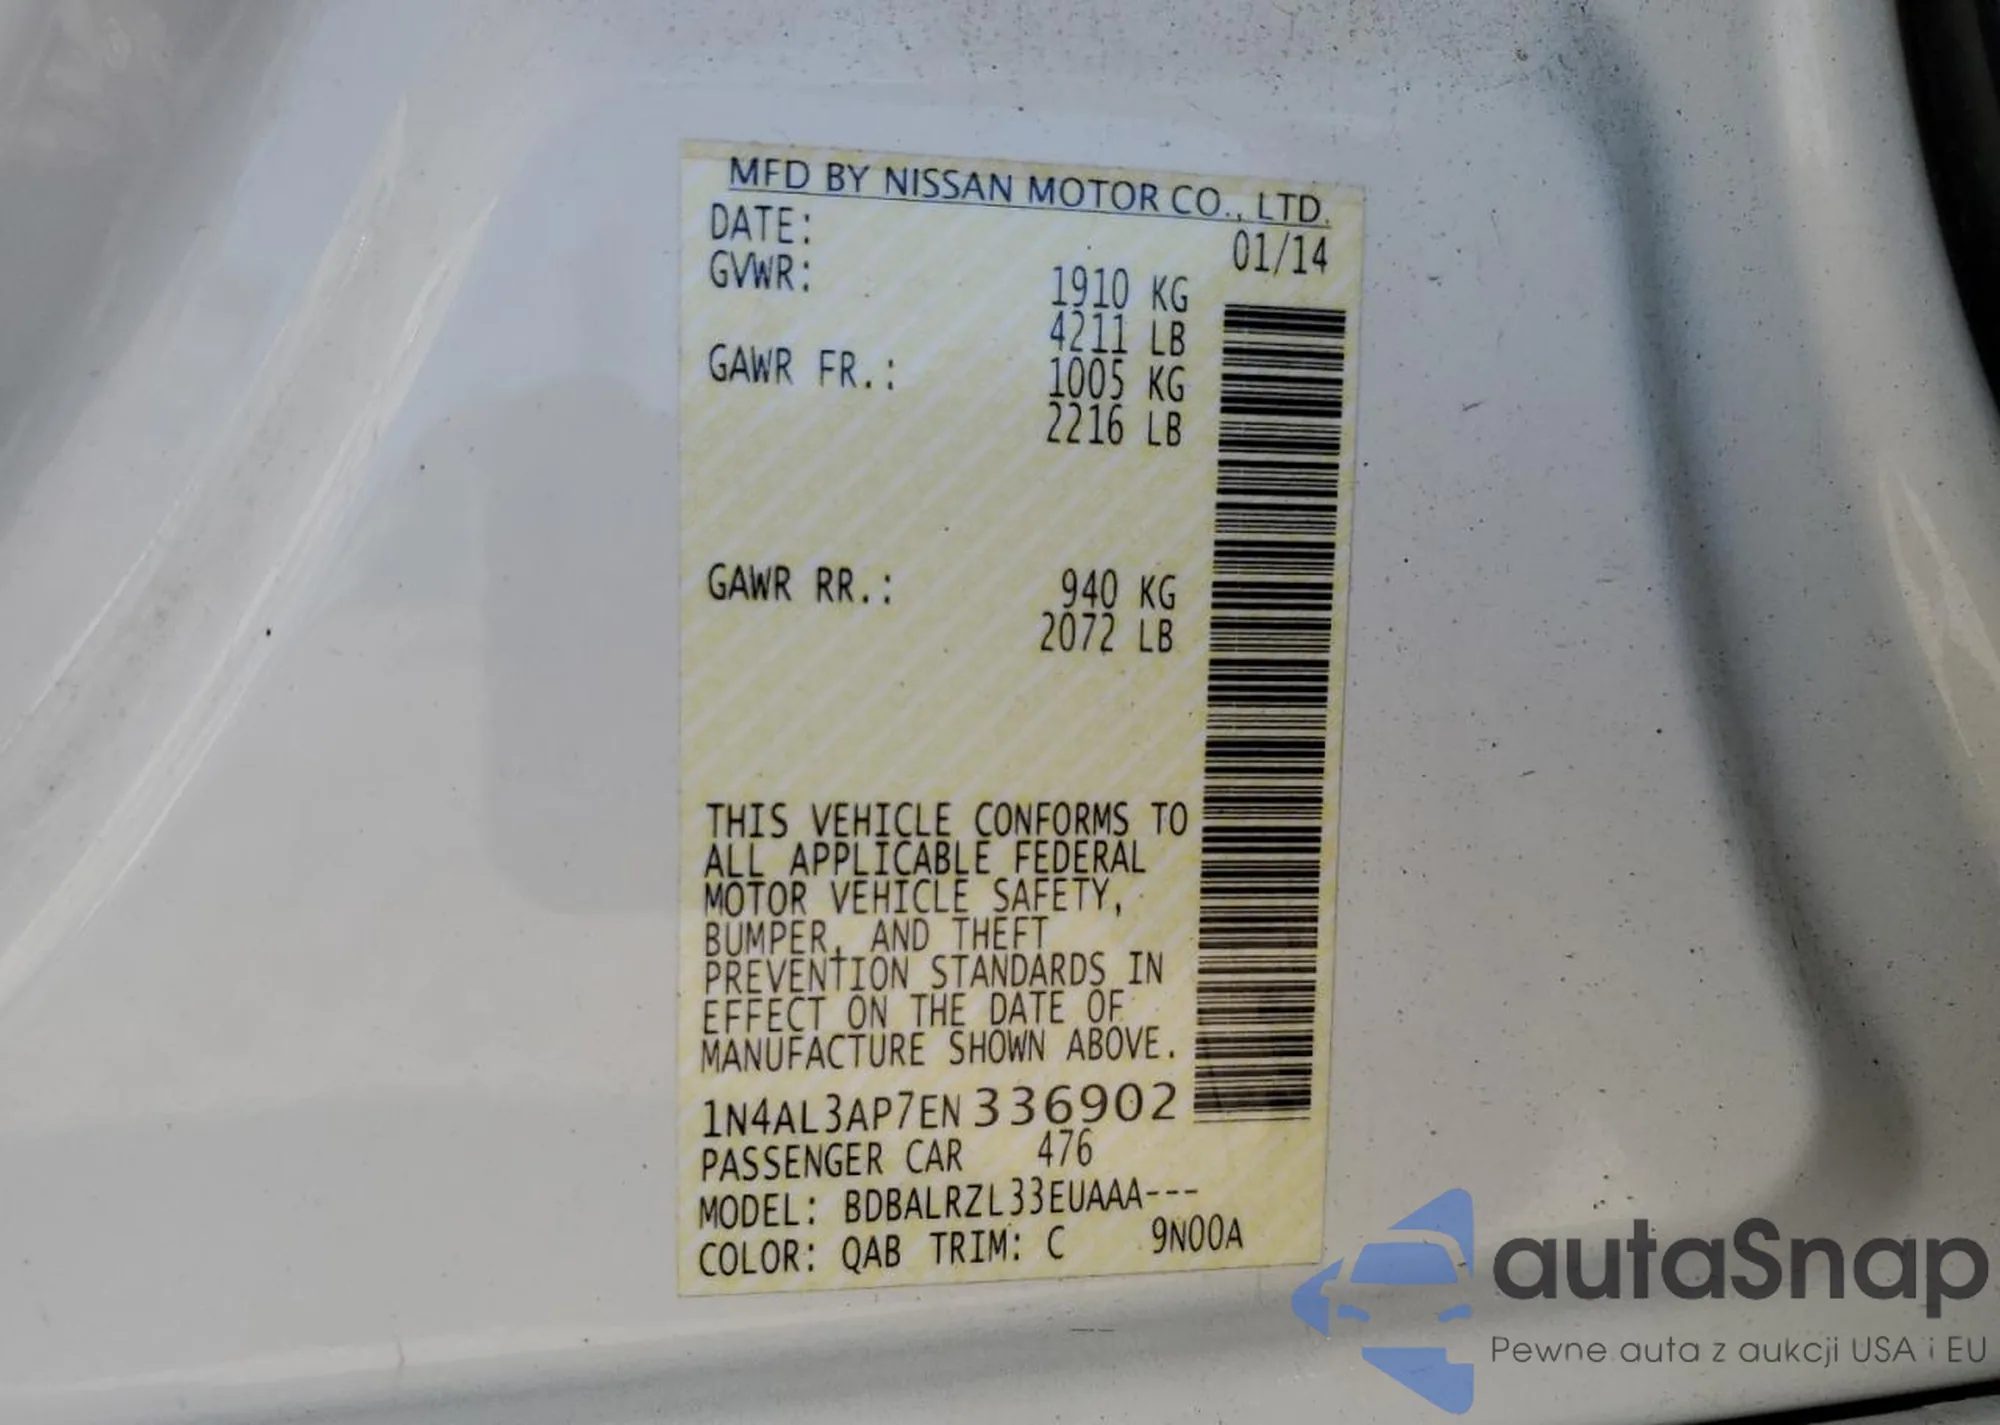 MFD BY NISSAN MOTOR CO., LTD.
DATE: 01/14
GVWR: 1910 KG
4211 LB
GAWR FR.: 1005 KG
2216 LB
GAWR RR.: 940 KG
2072 LB
THIS VEHICLE CONFORMS TO
ALL APPLICABLE FEDERAL
MOTOR VEHICLE SAFETY,
BUMPER, AND THEFT
PREVENTION STANDARDS IN
EFFECT ON THE DATE OF
MANUFACTURE SHOWN ABOVE.
1N4AL3AP7EN336902
PASSENGER CAR 476
MODEL: BDBALRZL33EUAAA---
COLOR: QAB TRIM: C 9N00A
autaSnap
Pewne auta z aukcji USA i EU